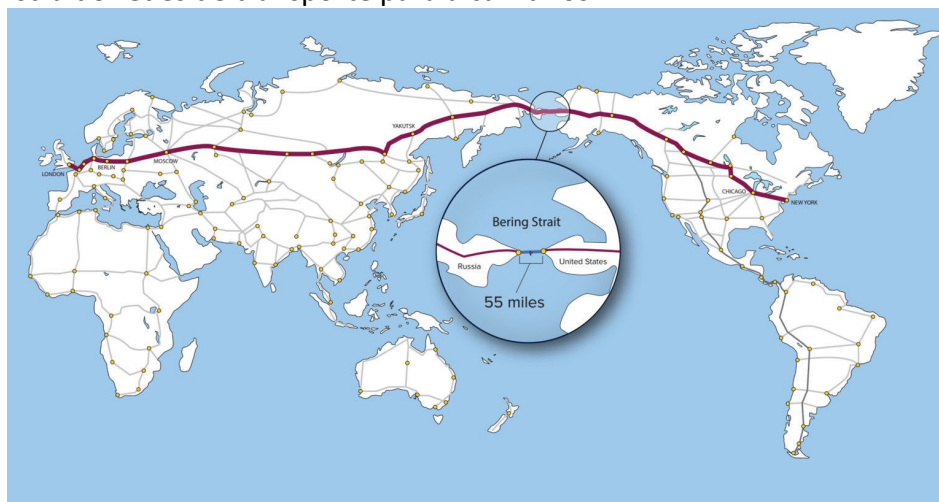 YAKUTSK
MOSCOW
BERLIN
LONDON
CHICAGO
NEW YORK
Bering Strait
Russia
United States
55 miles